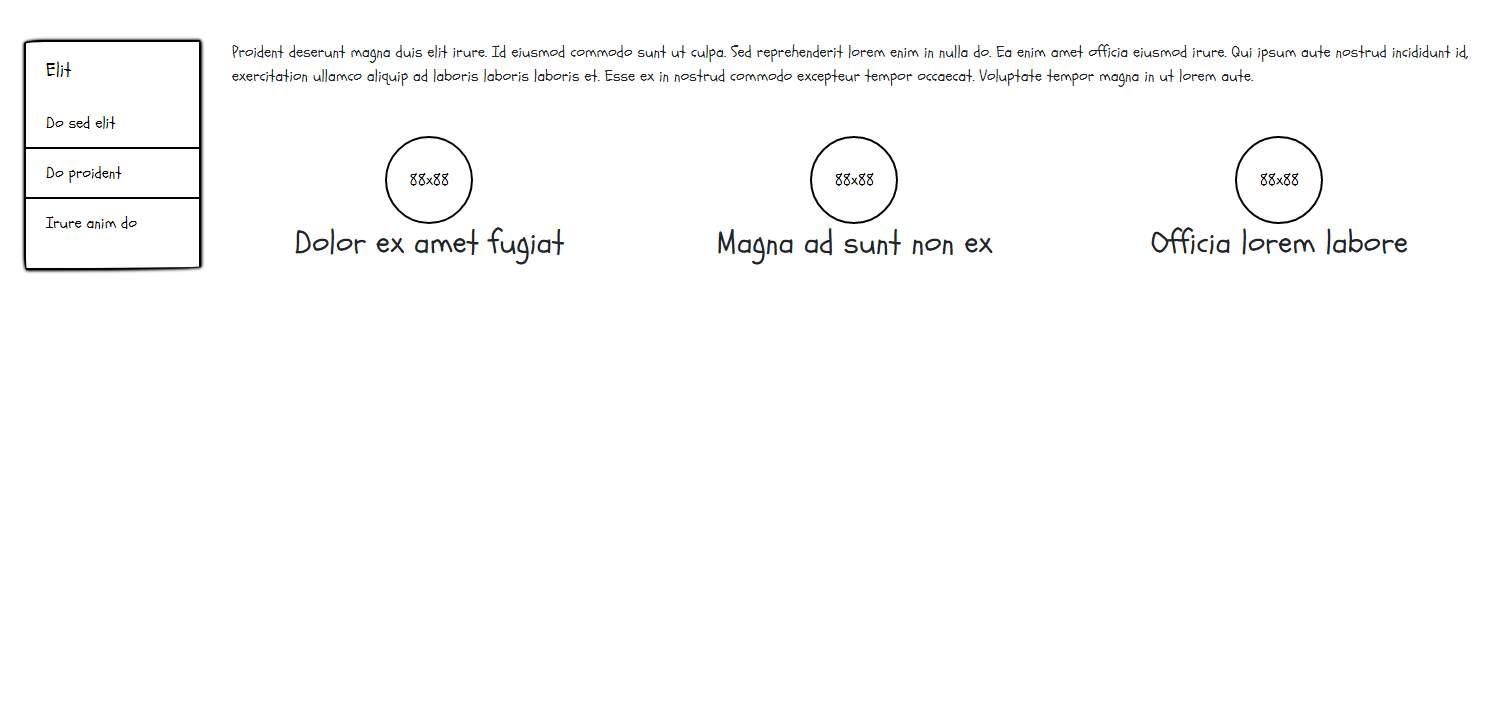 Elit
Do sed elit
Do proident
Irure anim do
Proident deserunt magna duis elit irure. Id eiusmod commodo sunt ut culpa. Sed reprehenderit lorem enim in nulla do. Ea enim amet officia eiusmod irure. Qui ipsum aute nostrud incididunt id,
exercitation ullamco aliquip ad laboris laboris laboris et. Esse ex in nostrud commodo excepteur tempor occaecat. Voluptate tempor magna in ut lorem aute.
88x88
Dolor ex amet fugiat
88x88
Magna ad sunt non ex
88x88
Officia lorem labore